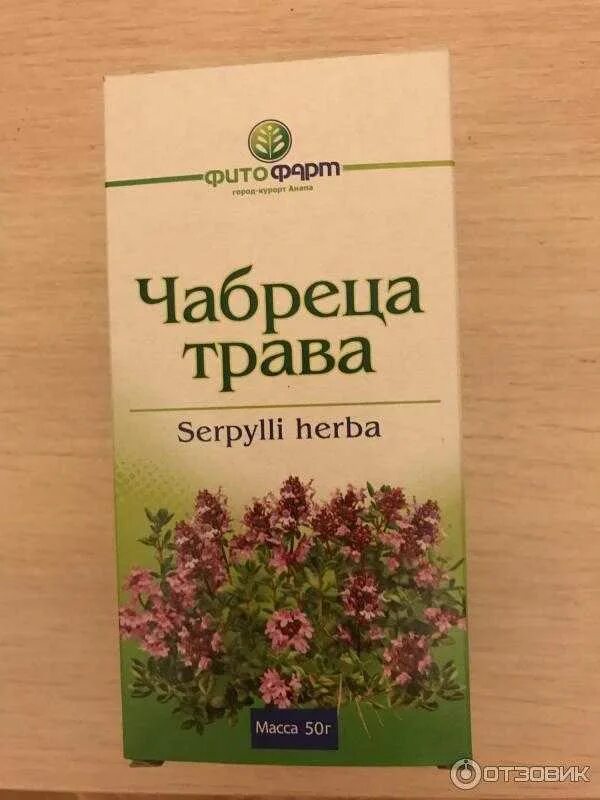 ФИТОФАРМ
город-курорт Анапа
Чабреца
трава
Serpylli herba
Масса 50г
ОТЗОВИК